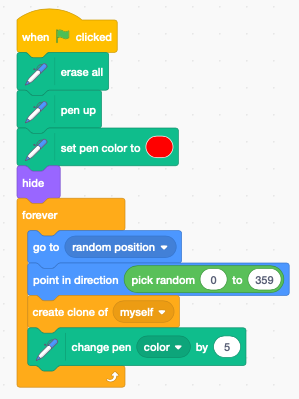 when clicked
erase all
pen up
set pen color to
hide
forever
go to random position
point in direction pick random 0 to 359
create clone of myself
change pen color by 5